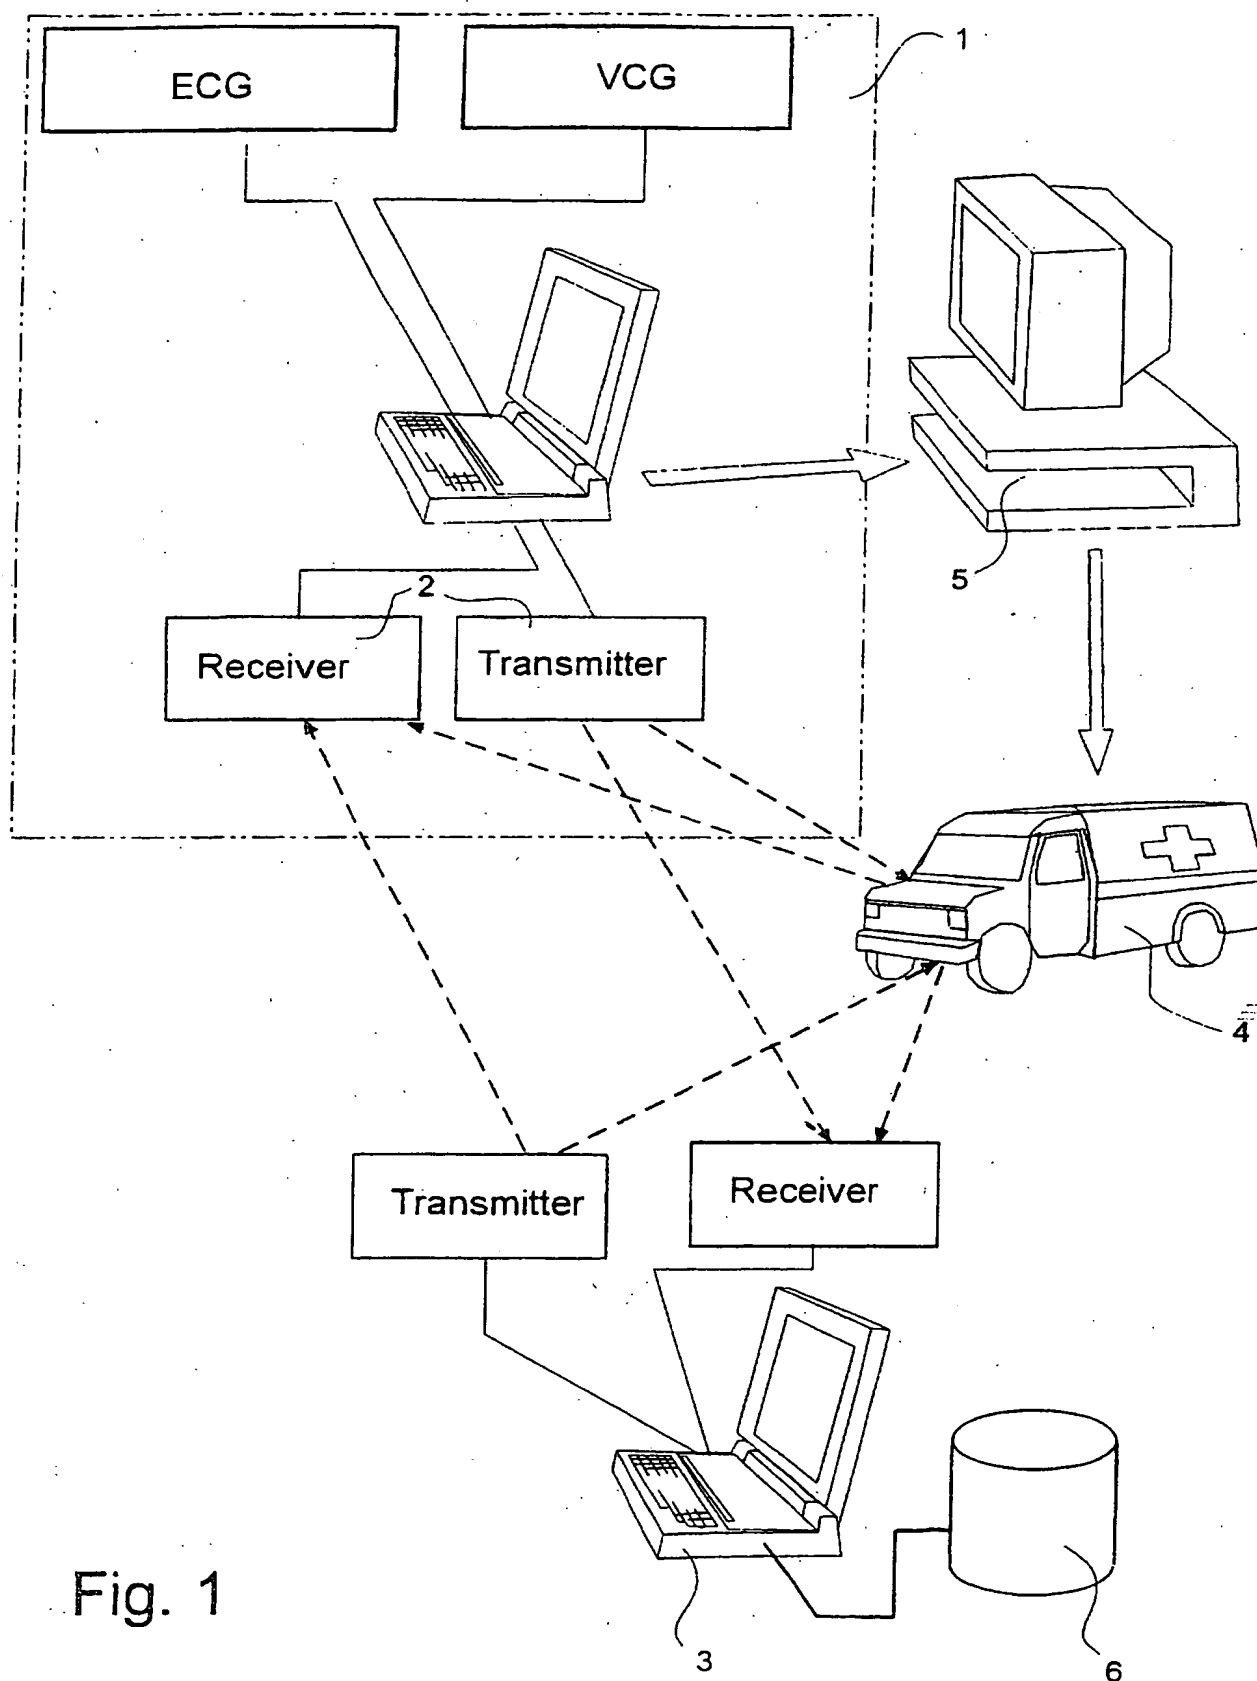 1
ECG
VCG
5
2
Receiver
Transmitter
4
Transmitter
Receiver
Fig. 1
3
6